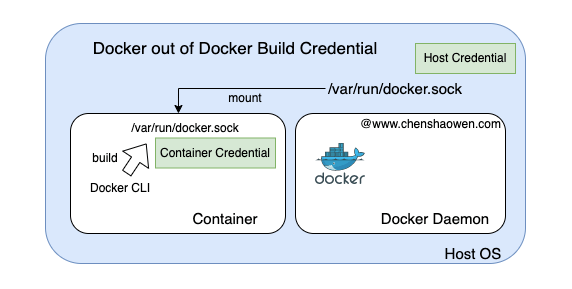 Docker out of Docker Build Credential
Host Credential
/var/run/docker.sock
mount
/var/run/docker.sock
@www.chenshaowen.com
build
Container Credential
docker
Docker CLI
Container
Docker Daemon
Host OS